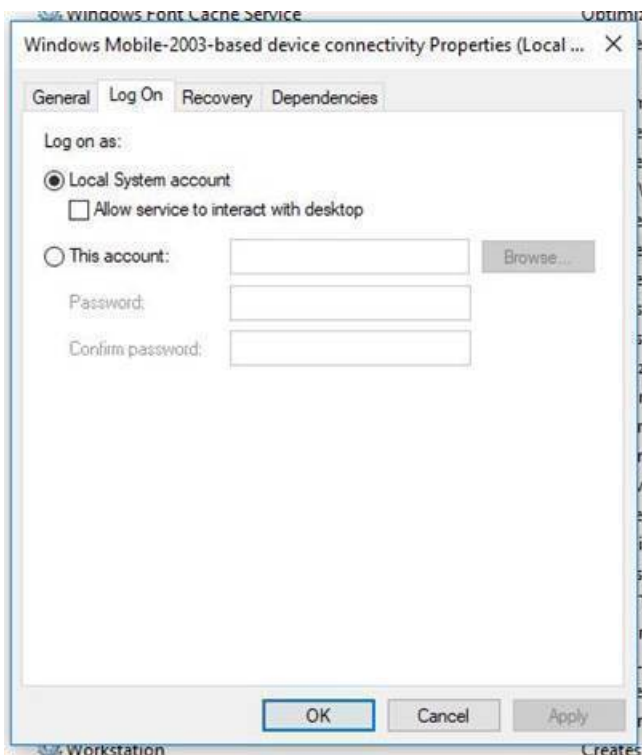 Windows Font Cache Service Optimiz
Windows Mobile-2003-based device connectivity Properties (Local ...
General Log On Recovery Dependencies
Log on as:
Local System account
Allow service to interact with desktop
This account: Browse...
Password:
Confirm password:
OK Cancel Apply
Workstation Creates